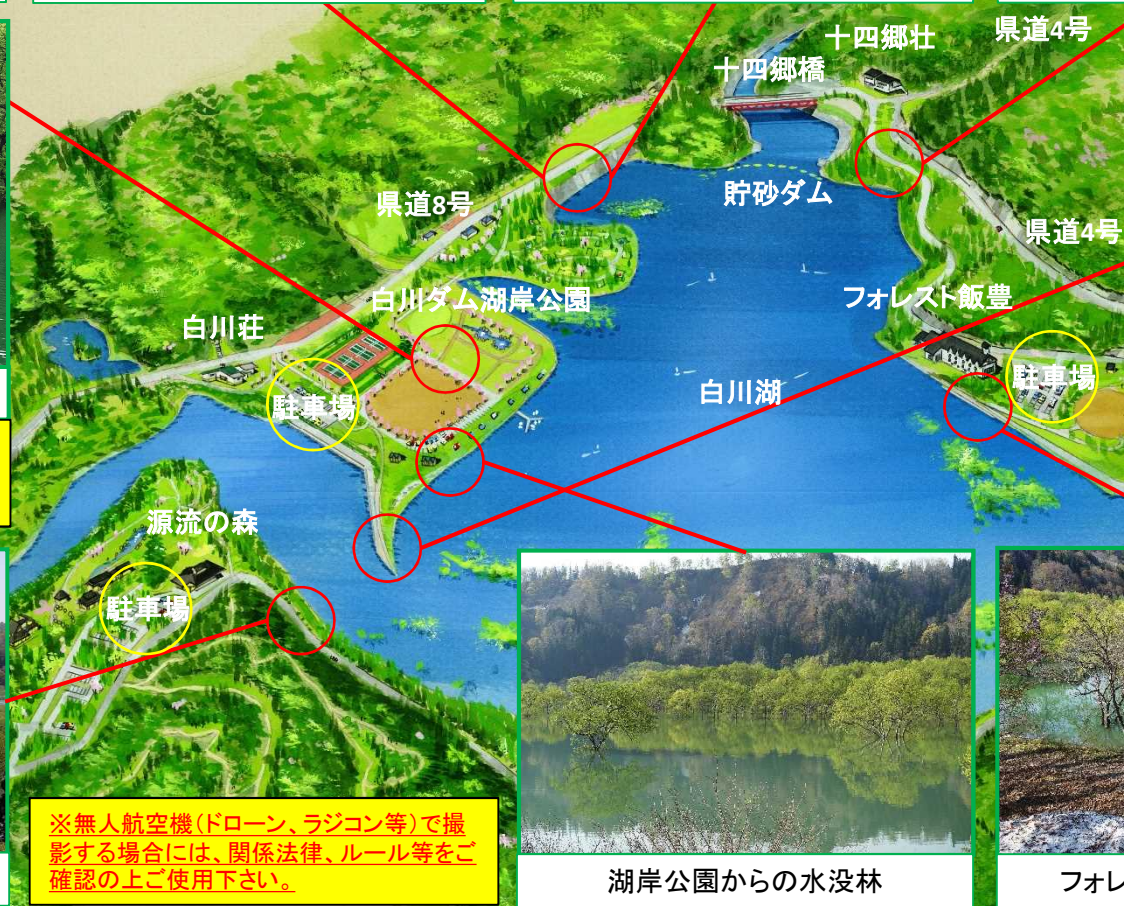 十四郷荘
県道4号
十四郷橋
貯砂ダム
県道8号
県道4号
白川ダム湖岸公園
フォレスト飯豊
白川荘
駐車場
白川湖
駐車場
源流の森
駐車場
※無人航空機(ドローン、ラジコン等)で撮
影する場合には、関係法律、ルール等をご
確認の上ご使用下さい。
湖岸公園からの水没林
フォレ